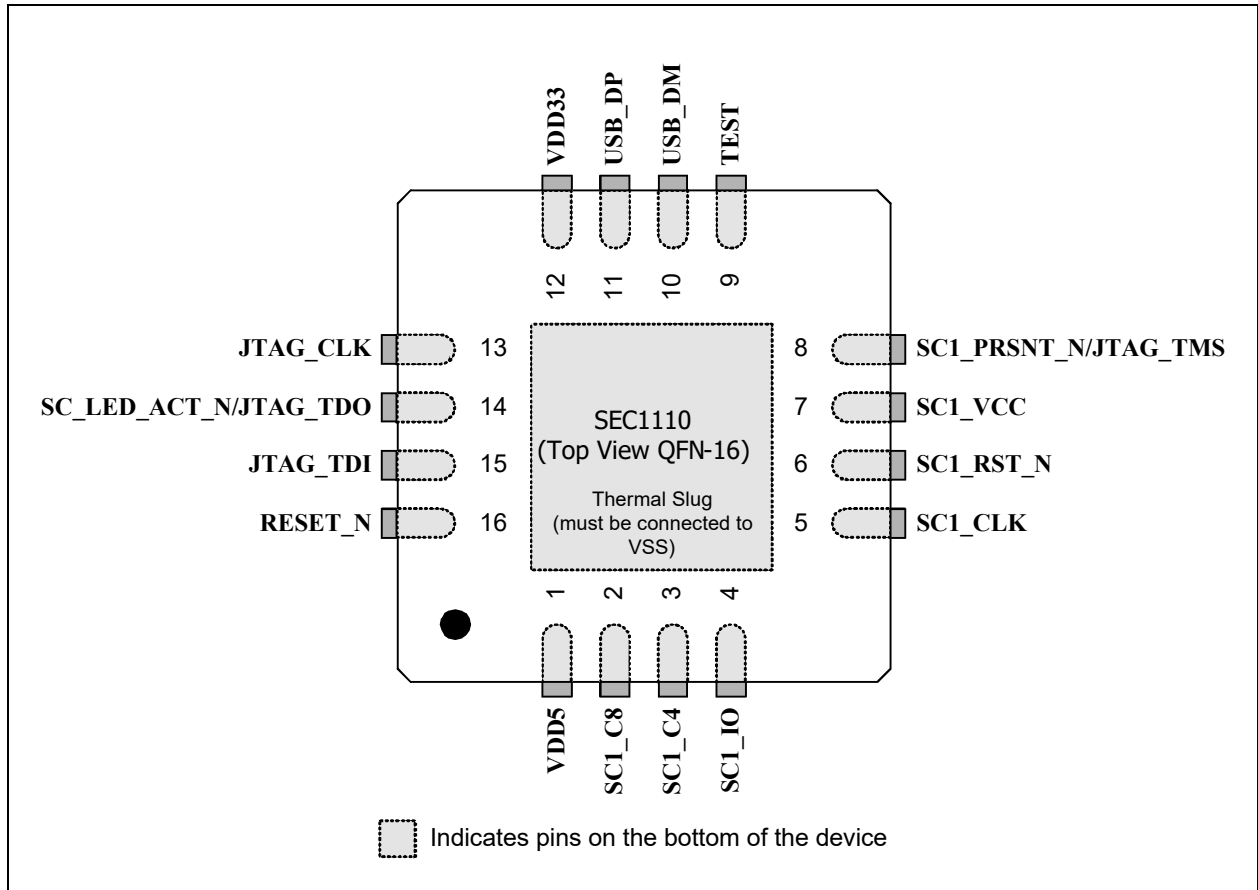 VDD33
USB_DP
USB_DM
TEST
12
11
10
9
JTAG_CLK
13
SC_LED_ACT_N/JTAG_TDO
14
JTAG_TDI
15
RESET_N
16
SEC1110
(Top View QFN-16)
Thermal Slug
(must be connected to
VSS)
8
SC1_PRSNT_N/JTAG_TMS
7
SC1_VCC
6
SC1_RST_N
5
SC1_CLK
1
2
3
4
VDD5
SC1_C8
SC1_C4
SC1_IO
Indicates pins on the bottom of the device